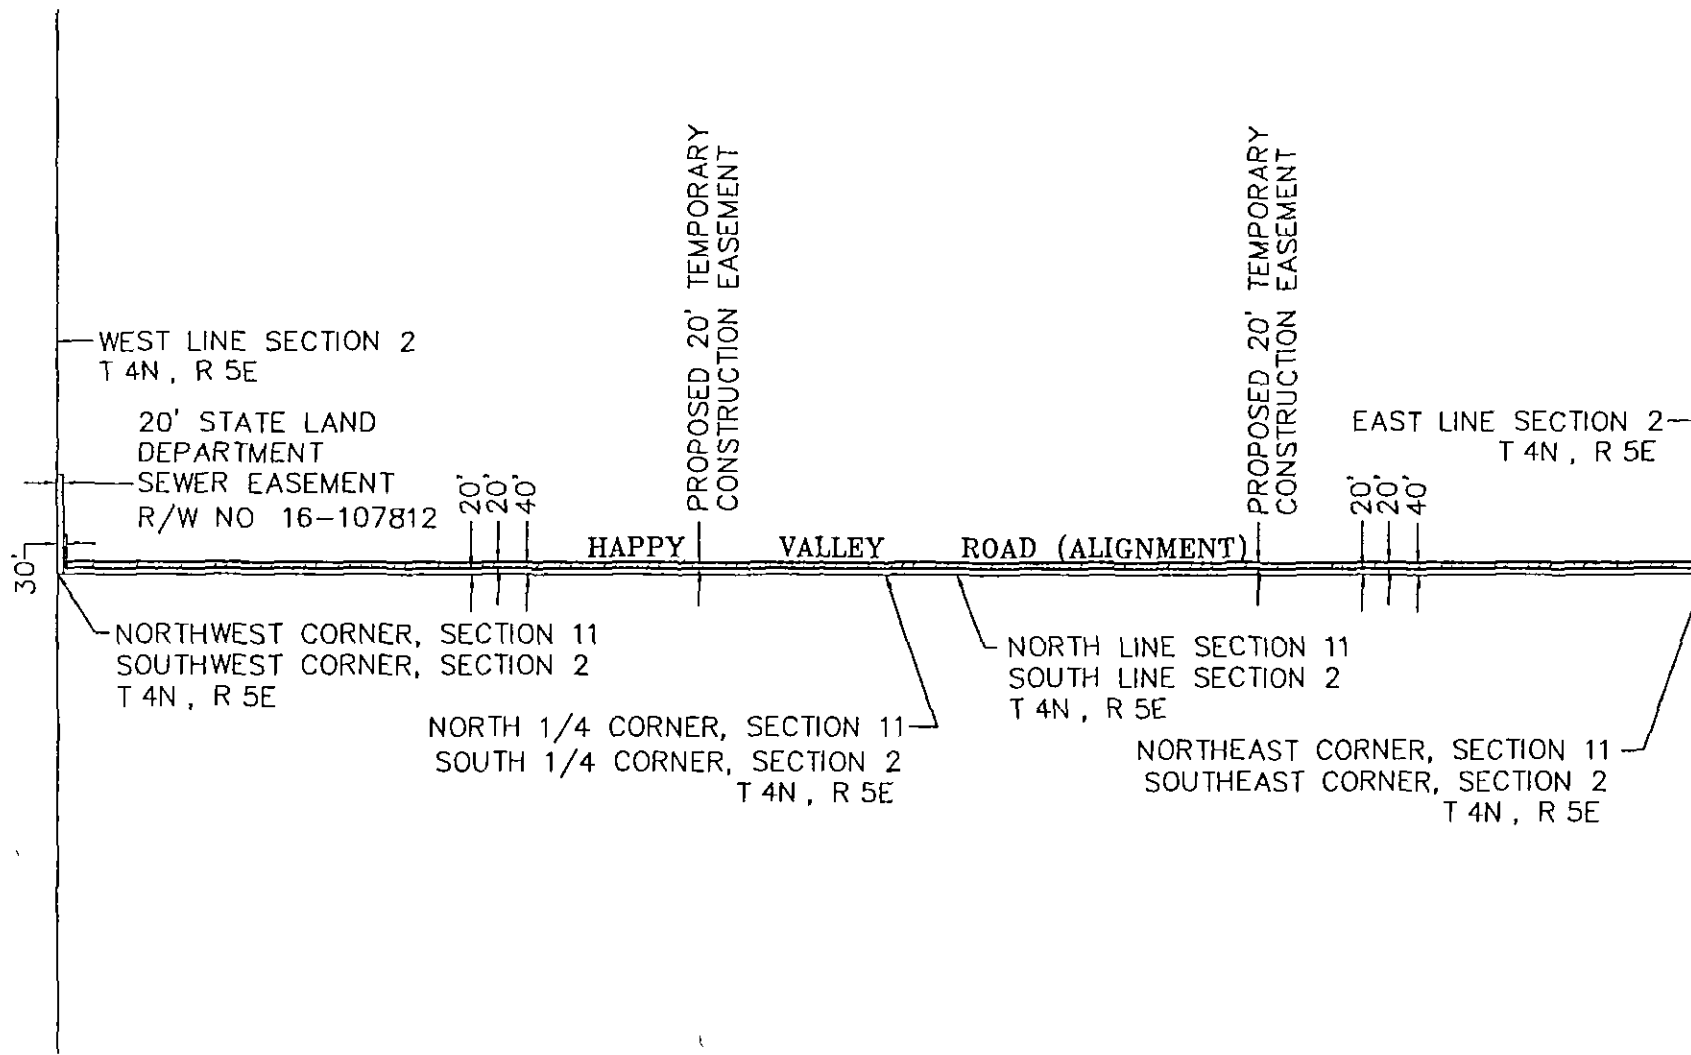 PROPOSED 20' TEMPORARY
CONSTRUCTION EASEMENT
PROPOSED 20' TEMPORARY
CONSTRUCTION EASEMENT
WEST LINE SECTION 2
T 4N , R 5E
20' STATE LAND
DEPARTMENT
SEWER EASEMENT
R/W NO 16-107812
EAST LINE SECTION 2
T 4N , R 5E
20'
20'
40'
20'
20'
40'
30'
HAPPY VALLEY ROAD (ALIGNMENT)
NORTHWEST CORNER, SECTION 11
SOUTHWEST CORNER, SECTION 2
T 4N , R 5E
NORTH LINE SECTION 11
SOUTH LINE SECTION 2
T 4N , R 5E
NORTH 1/4 CORNER, SECTION 11
SOUTH 1/4 CORNER, SECTION 2
T 4N , R 5E
NORTHEAST CORNER, SECTION 11
SOUTHEAST CORNER, SECTION 2
T 4N , R 5E